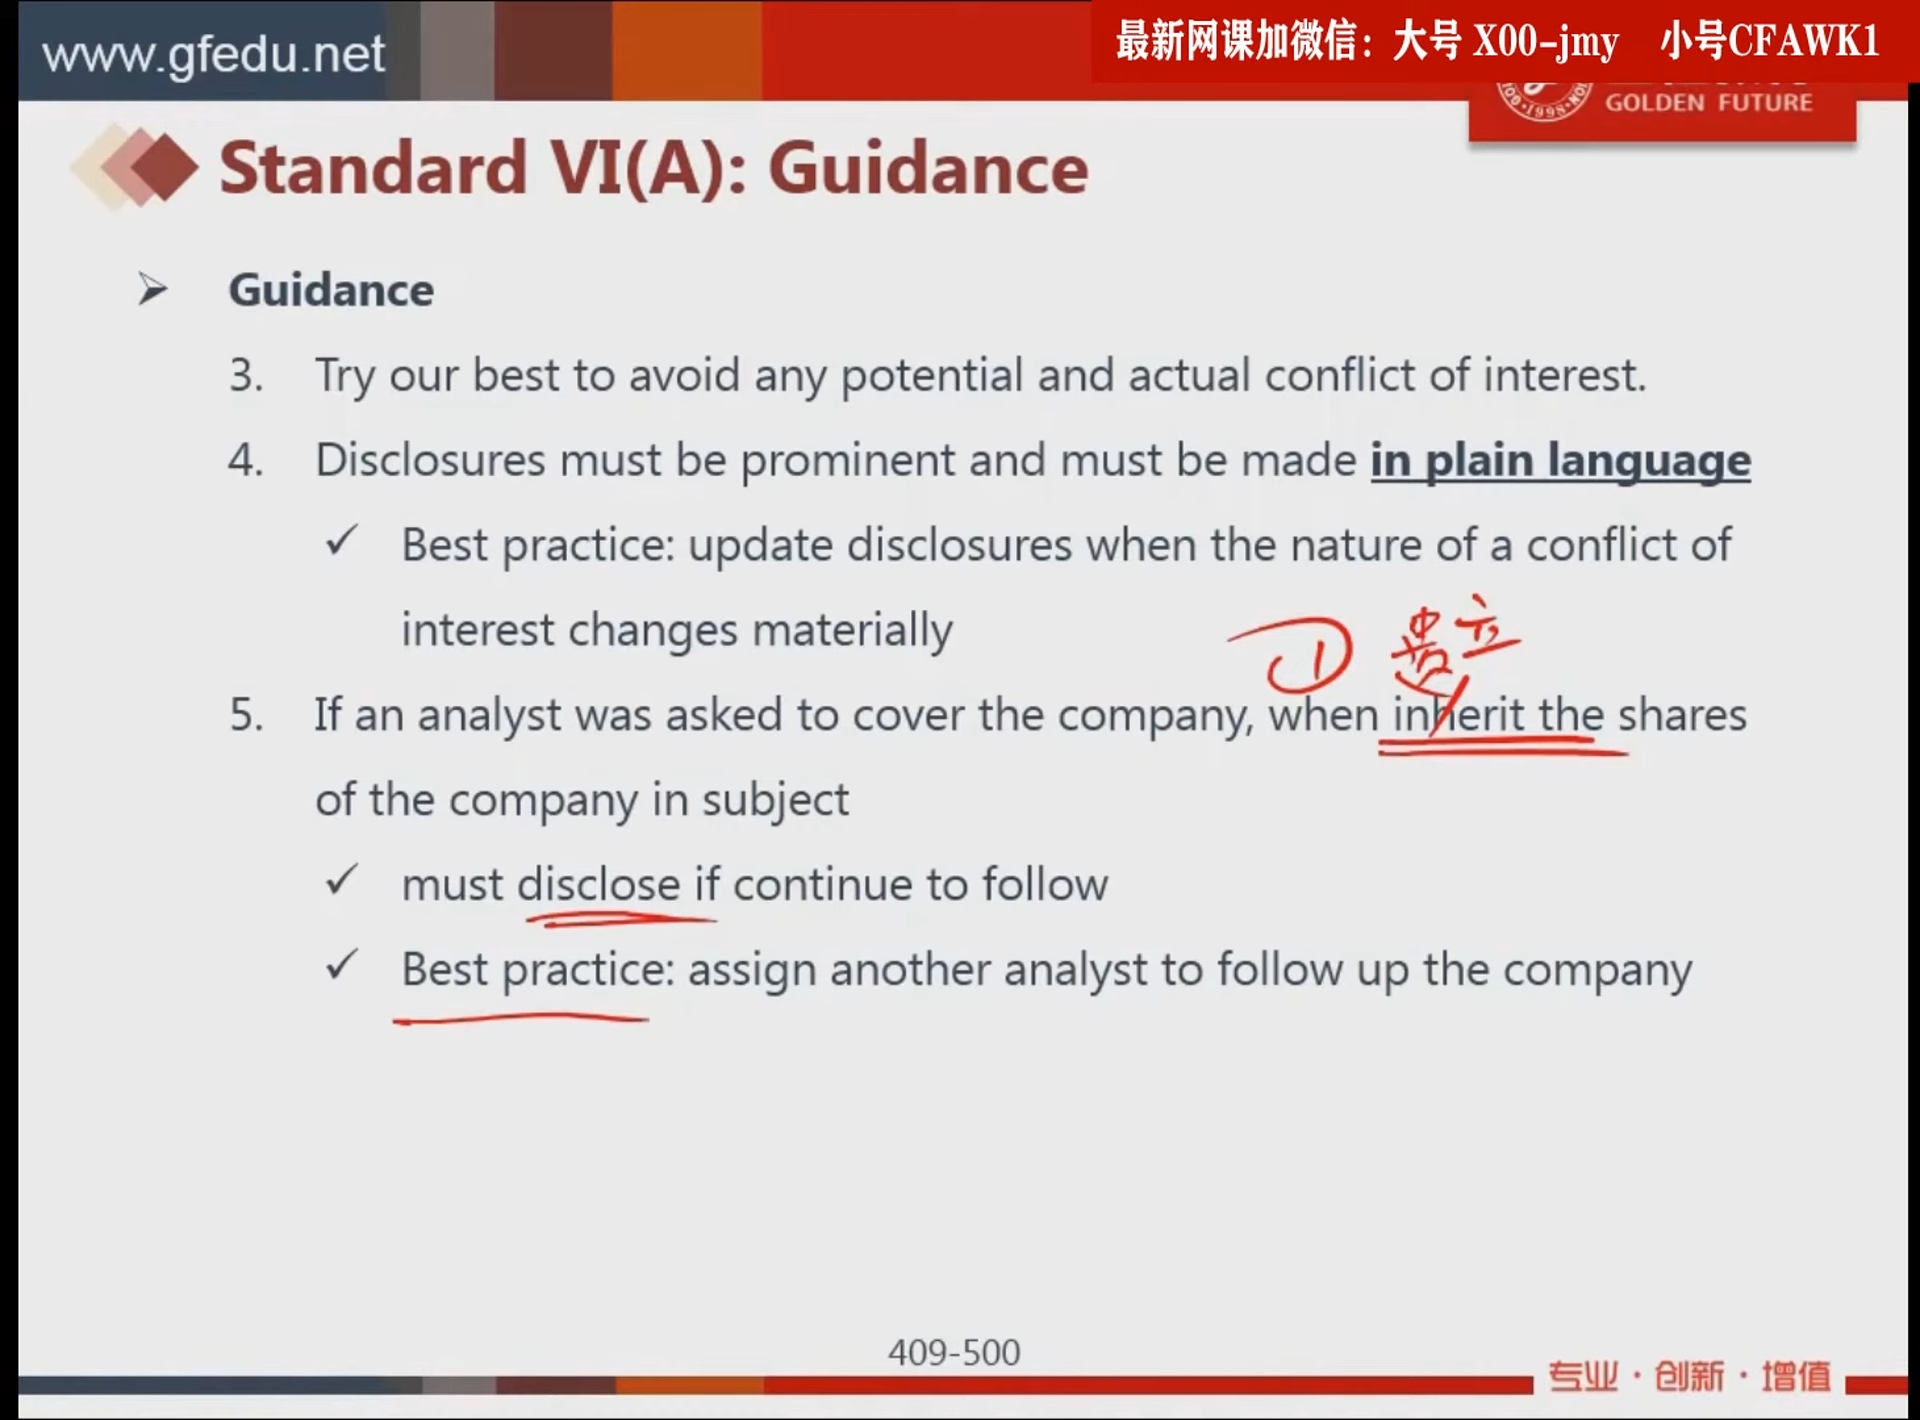 www.gfedu.net
最新网课加微信：大号 X00-jmy 小号CFAWK1
GOLDEN FUTURE
Standard VI(A): Guidance
➢ Guidance
3. Try our best to avoid any potential and actual conflict of interest.
4. Disclosures must be prominent and must be made in plain language
✓ Best practice: update disclosures when the nature of a conflict of
interest changes materially
①
5. If an analyst was asked to cover the company, when inherit the shares
of the company in subject
✓ must disclose if continue to follow
✓ Best practice: assign another analyst to follow up the company
409-500
专业·创新·增值